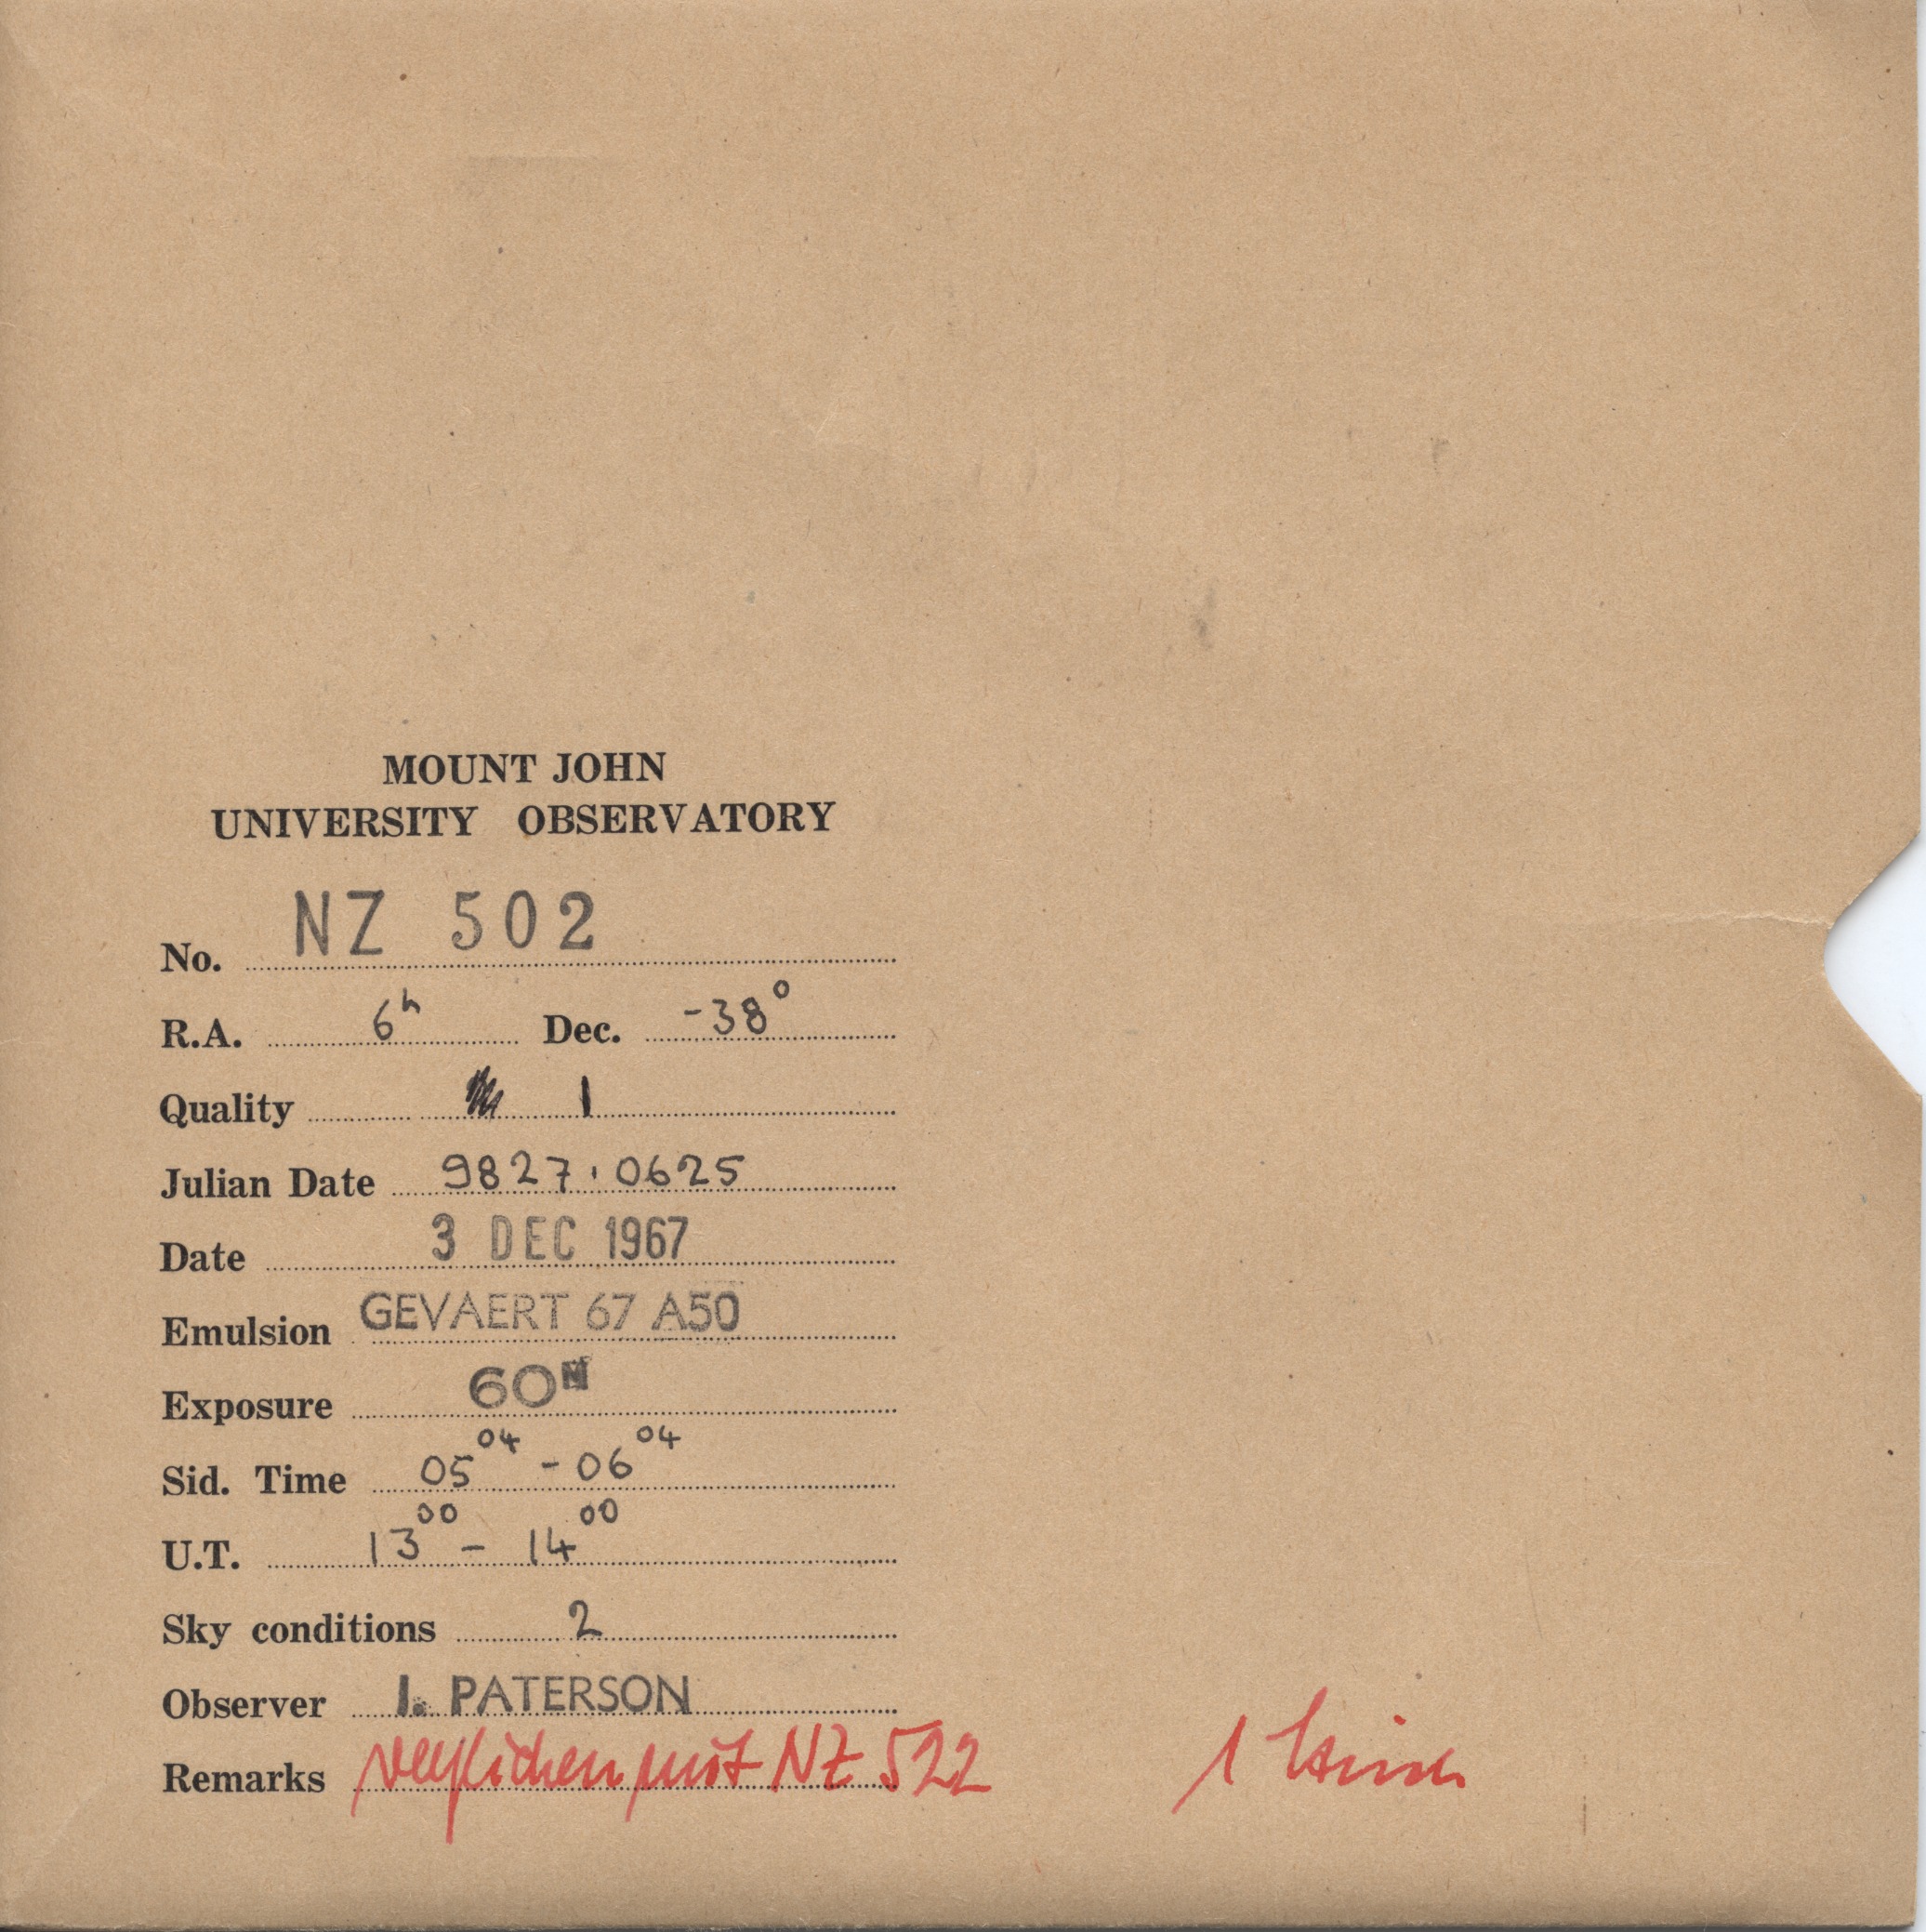 MOUNT JOHN
UNIVERSITY OBSERVATORY
No. NZ 502
R.A. 6h Dec. -38°
Quality 1
Julian Date 9827.0625
Date 3 DEC 1967
Emulsion GEVAERT 67 A50
Exposure 60M
Sid. Time 05 04 - 06 04
U.T. 13 00 - 14 00
Sky conditions 2
Observer I. PATERSON
Remarks verglichen mit NZ 522 1